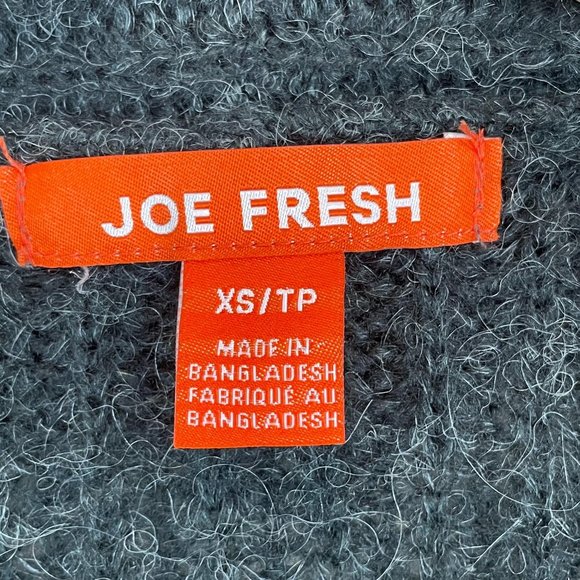 JOE FRESH
XS/TP
MADE IN
BANGLADESH
FABRIQUÉ AU
BANGLADESH